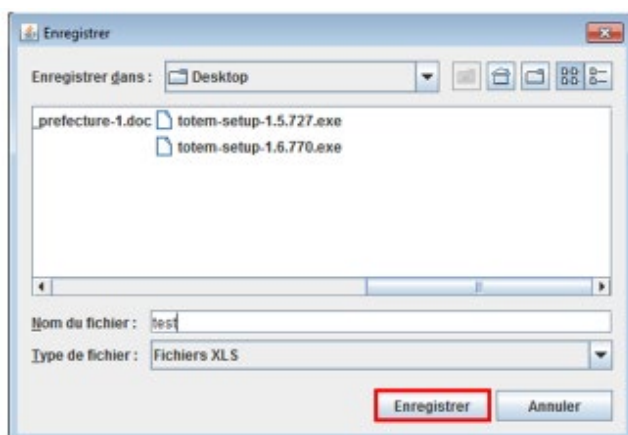 Enregistrer
Enregistrer dans : Desktop
_prefecture-1.doc totem-setup-1.5.727.exe
totem-setup-1.6.770.exe
Nom du fichier : test
Type de fichier : Fichiers XLS
Enregistrer Annuler